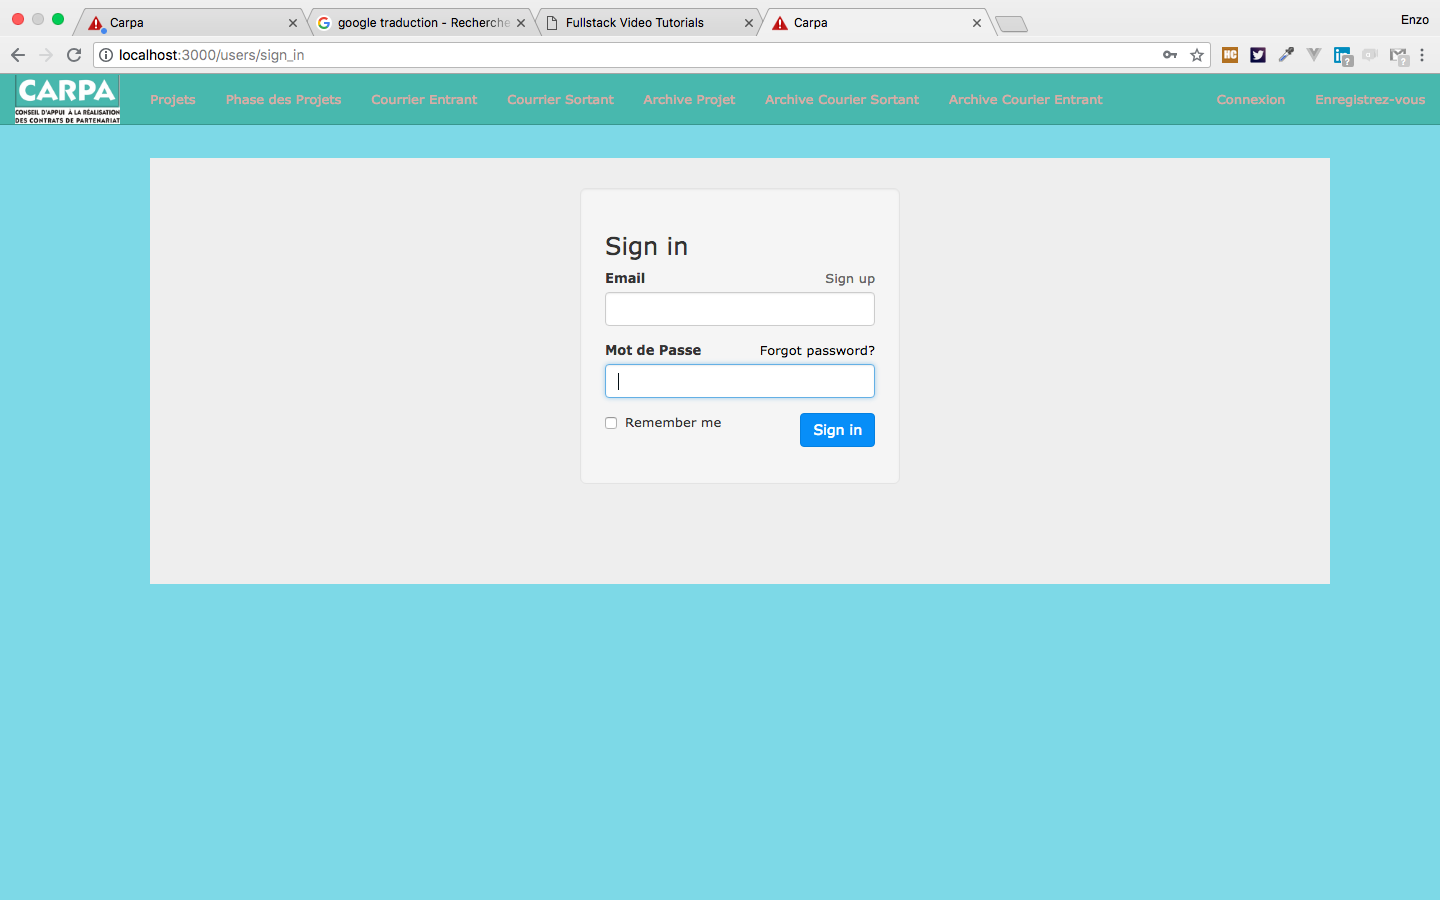 Carpa
google traduction - Recherche
Fullstack Video Tutorials
Carpa
Enzo
localhost:3000/users/sign_in
HC
in
?
?
CARPA
CONSEIL D'APPUI À LA RÉALISATION
DES CONTRATS DE PARTENARIAT
Projets
Phase des Projets
Courrier Entrant
Courrier Sortant
Archive Projet
Archive Courier Sortant
Archive Courier Entrant
Connexion
Enregistrez-vous
Sign in
Email
Sign up
Mot de Passe
Forgot password?
Remember me
Sign in